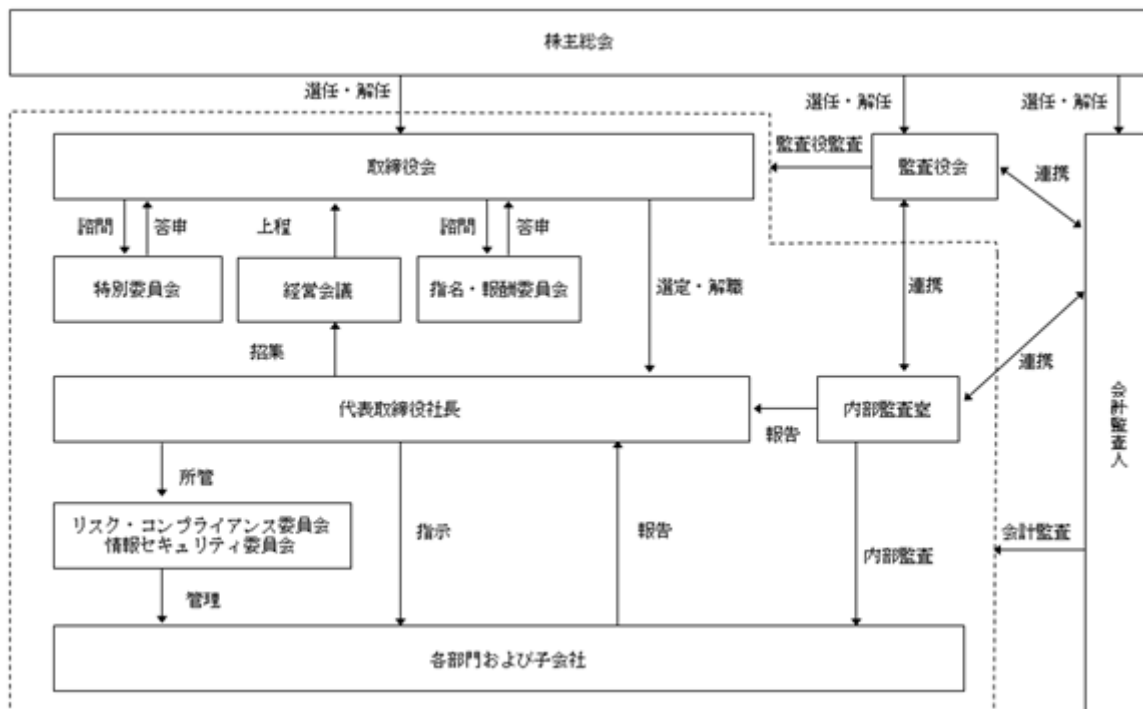 株主総会
選任・解任
選任・解任
選任・解任
取締役会
監査役監査
監査役会
連携
諮問
答申
上程
諮問
答申
特別委員会
経営会議
指名・報酬委員会
選定・解職
連携
招集
連携
代表取締役社長
報告
内部監査室
会計監査人
所管
リスク・コンプライアンス委員会
情報セキュリティ委員会
指示
報告
内部監査
会計監査
管理
各部門および子会社